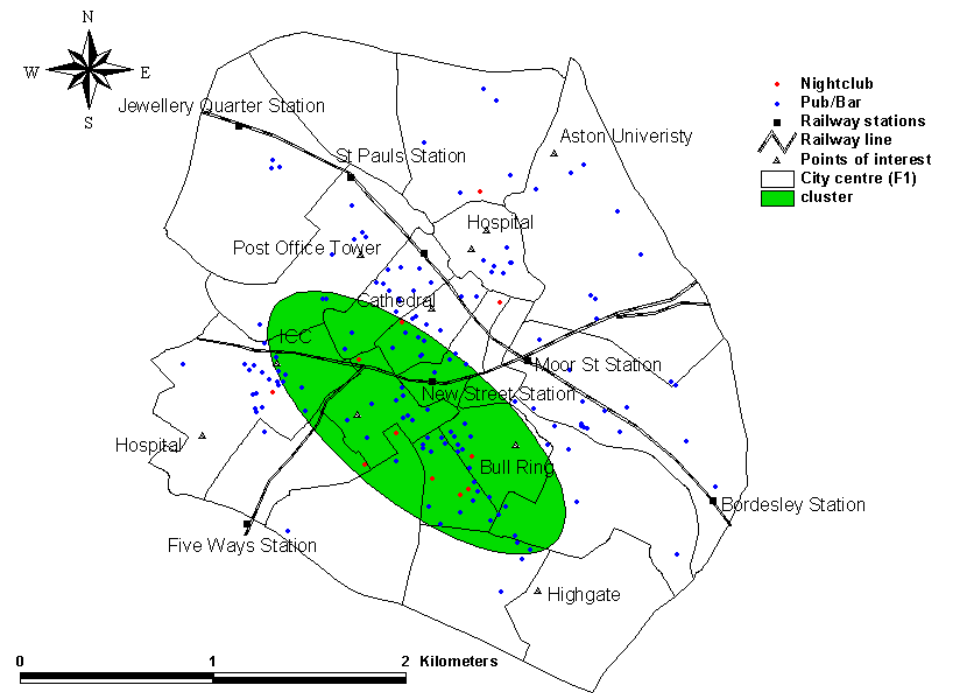 N
W E
S
Nightclub
Pub/Bar
Railway stations
Railway line
Points of interest
City centre (F1)
cluster
Jewellery Quarter Station
St Pauls Station
Aston Univeristy
Hospital
Post Office Tower
Cathedral
ICC
Moor St Station
New Street Station
Hospital
Bull Ring
Bordesley Station
Five Ways Station
Highgate
0 1 2 Kilometers